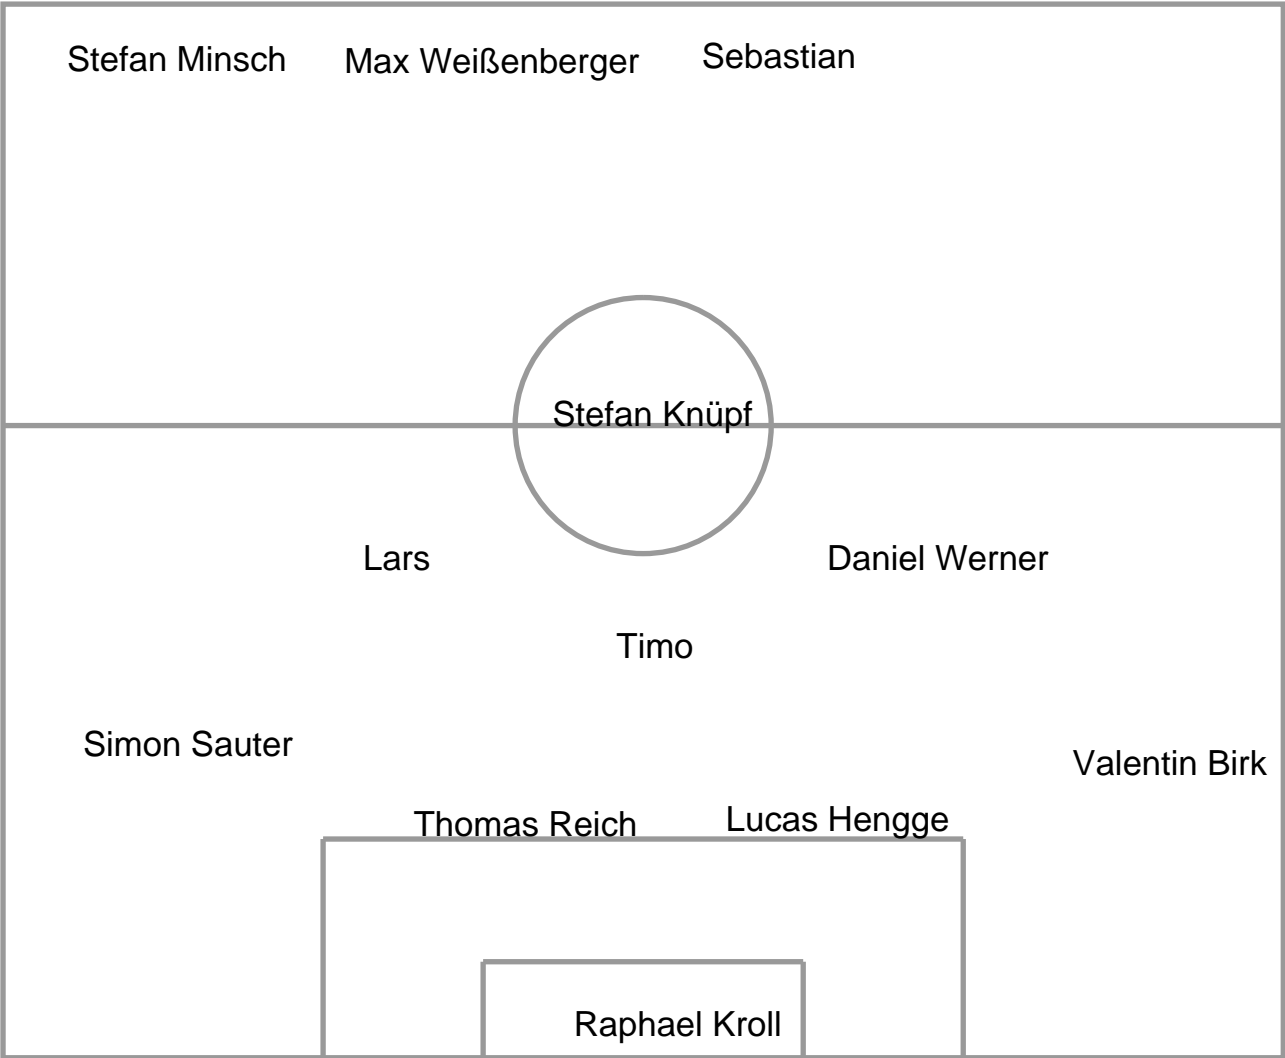 Stefan Minsch
Max Weißenberger
Sebastian
Stefan Knüpf
Lars
Daniel Werner
Timo
Simon Sauter
Valentin Birk
Thomas Reich
Lucas Hengge
Raphael Kroll